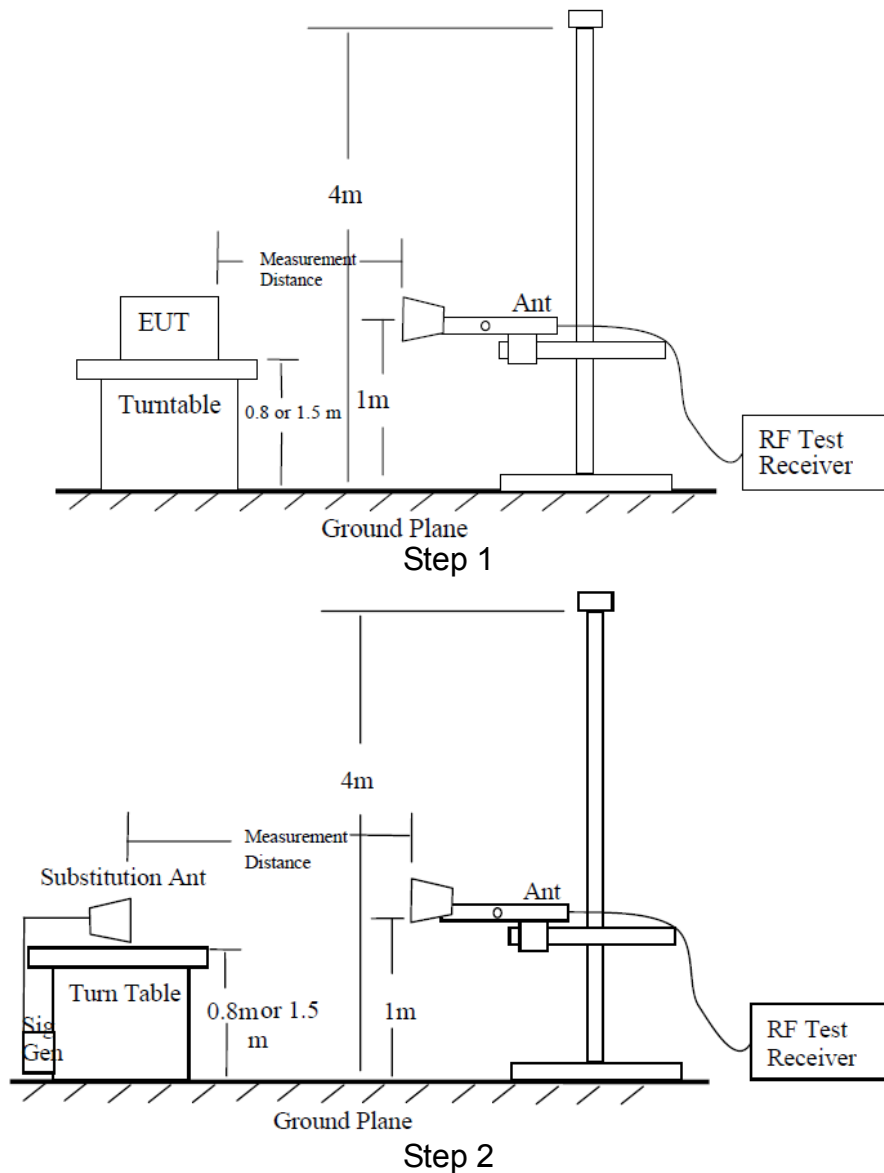 4m
Measurement
Distance
EUT
Ant
Turntable
0.8 or 1.5 m
1m
RF Test
Receiver
Ground Plane
Step 1
4m
Measurement
Distance
Substitution Ant
Ant
Turn Table
0.8m or 1.5
m
1m
Sig
Gen
RF Test
Receiver
Ground Plane
Step 2